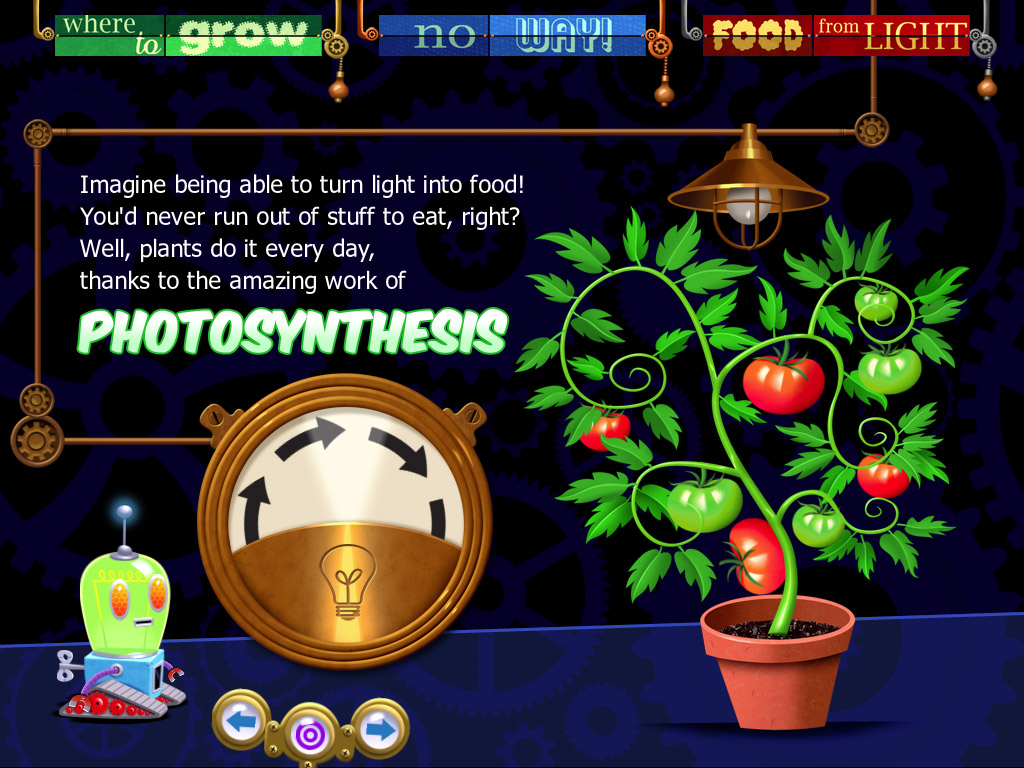 where to grow
no WAY!
FOOD from LIGHT
Imagine being able to turn light into food!
You'd never run out of stuff to eat, right?
Well, plants do it every day,
thanks to the amazing work of
PHOTOSYNTHESIS